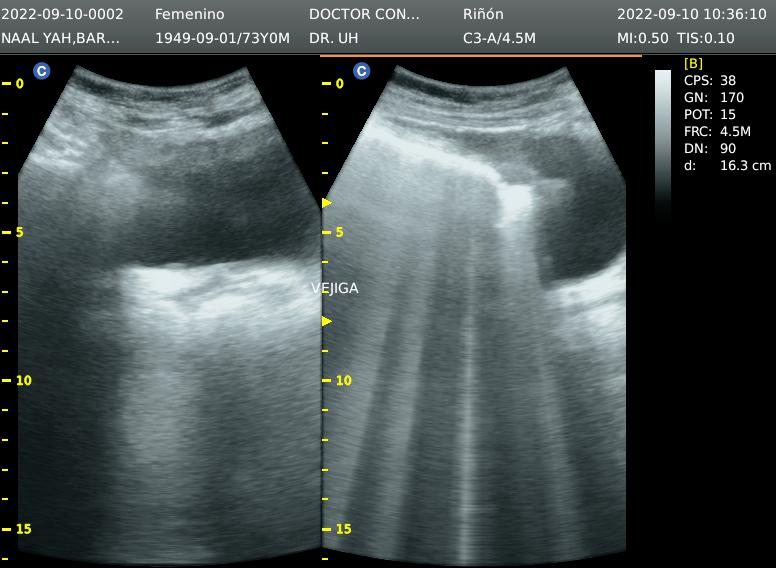 2022-09-10-0002 Femenino DOCTOR CON... Riñón 2022-09-10 10:36:10
NAAL YAH,BAR... 1949-09-01/73Y0M DR. UH C3-A/4.5M MI:0.50 TIS:0.10
[B]
CPS: 38
GN: 170
POT: 15
FRC: 4.5M
DN: 90
d: 16.3 cm
C C
0 0
5 5
VEJIGA
10 10
15 15